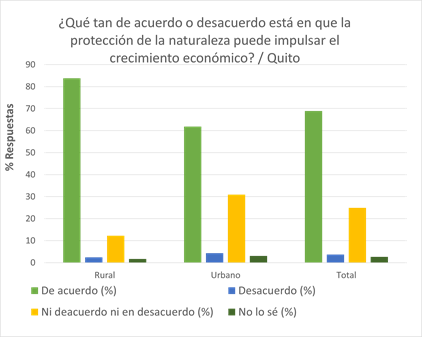 ¿Qué tan de acuerdo o desacuerdo está en que la
protección de la naturaleza puede impulsar el
crecimiento económico? / Quito
% Respuestas
90
80
70
60
50
40
30
20
10
0
Rural
Urbano
Total
De acuerdo (%)
Desacuerdo (%)
Ni deacuerdo ni en desacuerdo (%)
No lo sé (%)